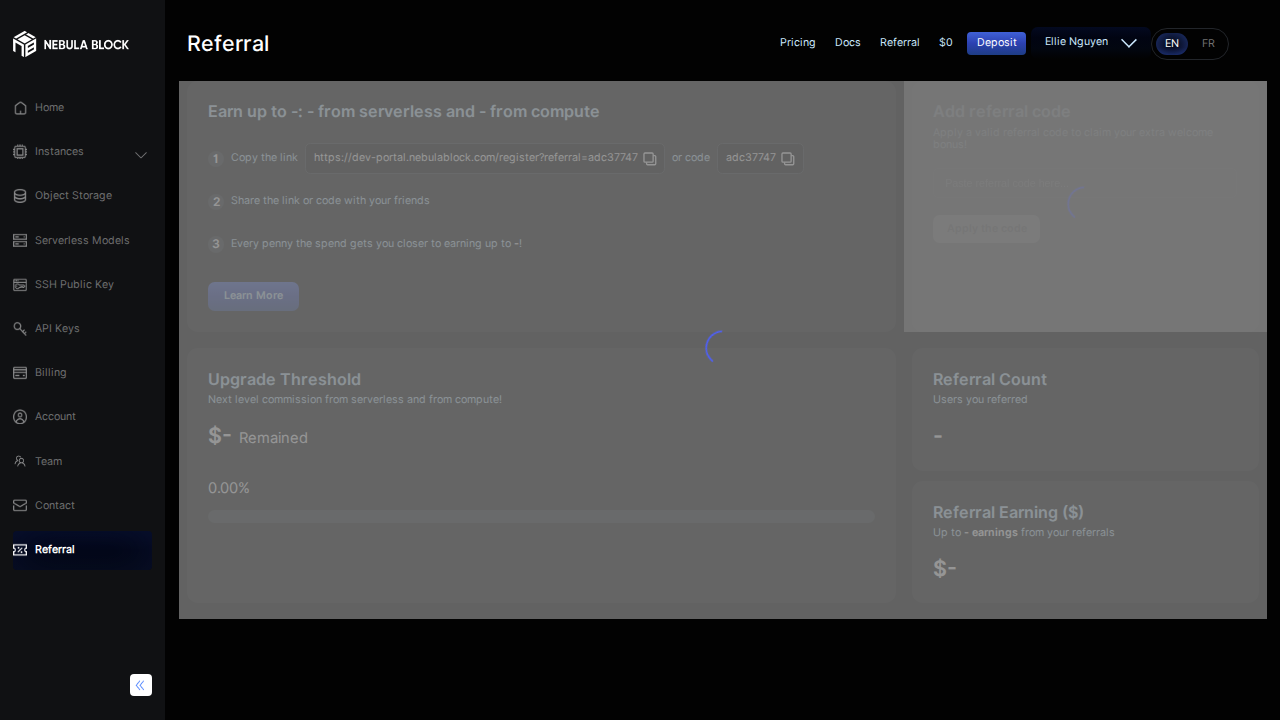 NEBULA BLOCK
Referral
Pricing
Docs
Referral
$0
Deposit
Ellie Nguyen
EN
FR
Home
Instances
Object Storage
Serverless Models
SSH Public Key
API Keys
Billing
Account
Team
Contact
Referral
Earn up to -: - from serverless and - from compute
1 Copy the link https://dev-portal.nebulablock.com/register?referral=adc37747 or code adc37747
2 Share the link or code with your friends
3 Every penny the spend gets you closer to earning up to -!
Learn More
Add referral code
Apply a valid referral code to claim your extra welcome
bonus!
Apply the code
Upgrade Threshold
Next level commission from serverless and from compute!
$- Remained
0.00%
Referral Count
Users you referred
-
Referral Earning ($)
Up to - earnings from your referrals
$-